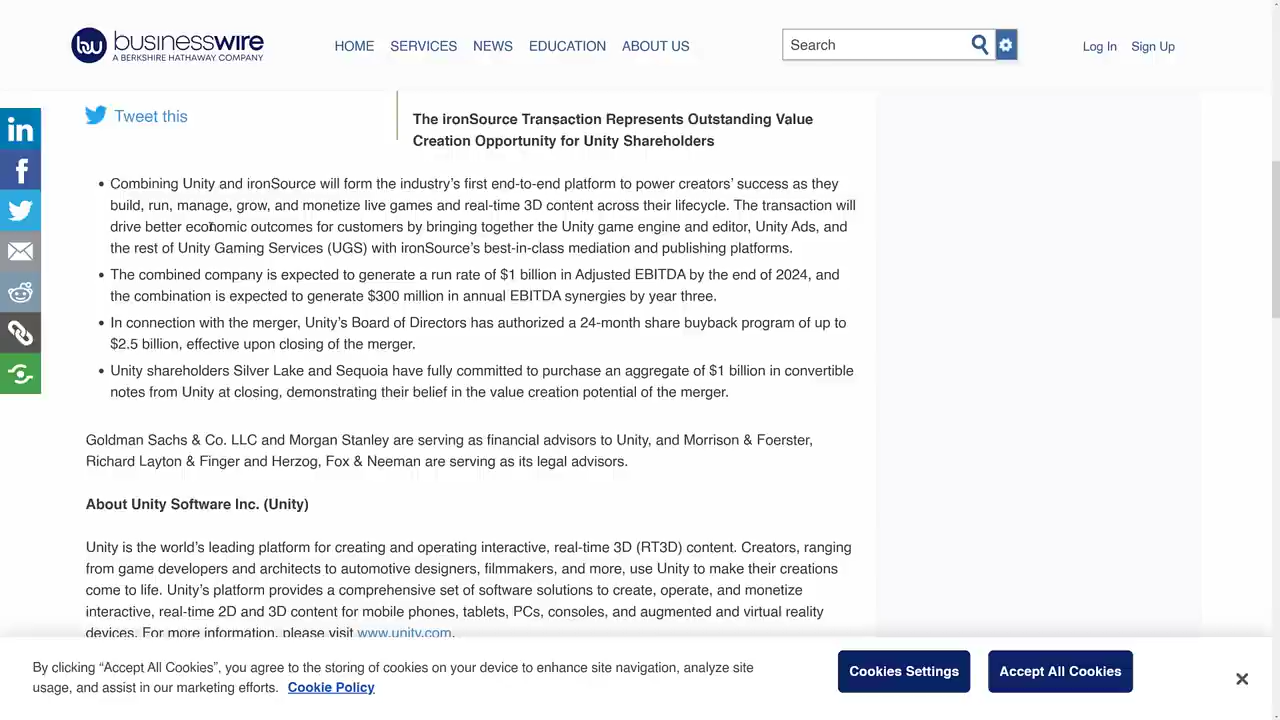 businesswire
A BERKSHIRE HATHAWAY COMPANY
HOME SERVICES NEWS EDUCATION ABOUT US
Search
Log In Sign Up
Tweet this
The ironSource Transaction Represents Outstanding Value
Creation Opportunity for Unity Shareholders
• Combining Unity and ironSource will form the industry’s first end-to-end platform to power creators’ success as they
build, run, manage, grow, and monetize live games and real-time 3D content across their lifecycle. The transaction will
drive better economic outcomes for customers by bringing together the Unity game engine and editor, Unity Ads, and
the rest of Unity Gaming Services (UGS) with ironSource’s best-in-class mediation and publishing platforms.
• The combined company is expected to generate a run rate of $1 billion in Adjusted EBITDA by the end of 2024, and
the combination is expected to generate $300 million in annual EBITDA synergies by year three.
• In connection with the merger, Unity’s Board of Directors has authorized a 24-month share buyback program of up to
$2.5 billion, effective upon closing of the merger.
• Unity shareholders Silver Lake and Sequoia have fully committed to purchase an aggregate of $1 billion in convertible
notes from Unity at closing, demonstrating their belief in the value creation potential of the merger.
Goldman Sachs & Co. LLC and Morgan Stanley are serving as financial advisors to Unity, and Morrison & Foerster,
Richard Layton & Finger and Herzog, Fox & Neeman are serving as its legal advisors.
About Unity Software Inc. (Unity)
Unity is the world’s leading platform for creating and operating interactive, real-time 3D (RT3D) content. Creators, ranging
from game developers and architects to automotive designers, filmmakers, and more, use Unity to make their creations
come to life. Unity’s platform provides a comprehensive set of software solutions to create, operate, and monetize
interactive, real-time 2D and 3D content for mobile phones, tablets, PCs, consoles, and augmented and virtual reality
devices. For more information, please visit www.unity.com.
By clicking “Accept All Cookies”, you agree to the storing of cookies on your device to enhance site navigation, analyze site
usage, and assist in our marketing efforts. Cookie Policy
Cookies Settings
Accept All Cookies